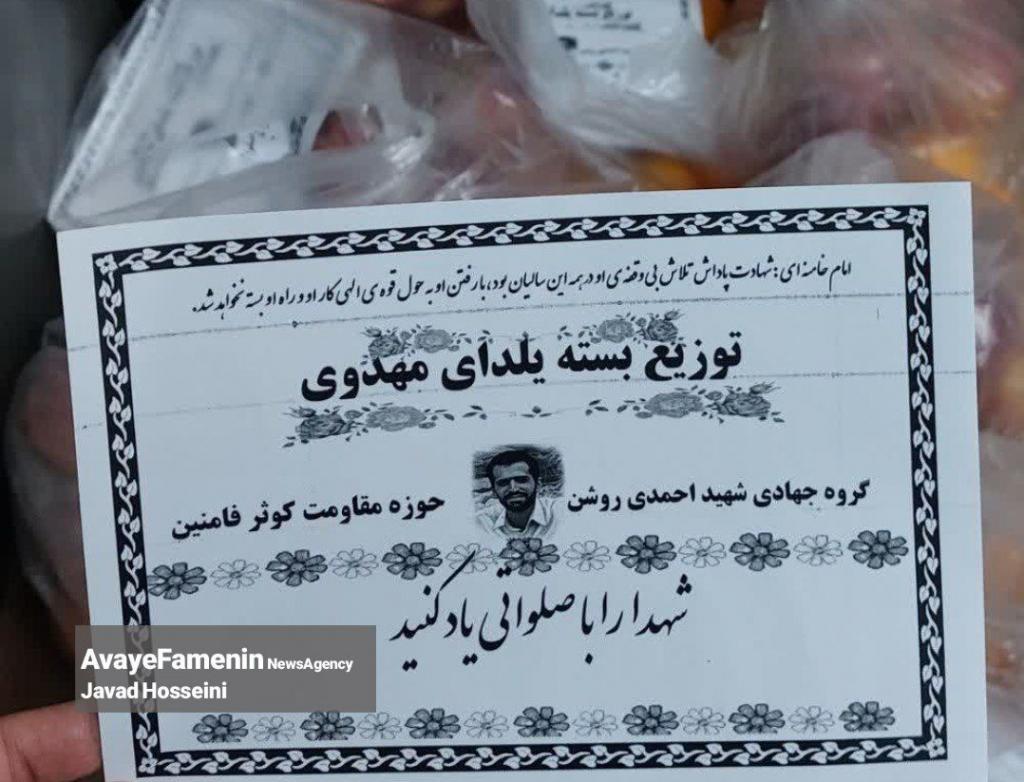 امام خامنه ای: شهادت پاداش تلاش بی وقفه ی او در همه این سالیان بود، با رفتن او به حول قوه ی الهی کار او و راه او بسته نخواهد شد.
توزیع بسته یلدای مهدوی
گروه جهادی شهید احمدی روشن
حوزه مقاومت کوثر فامنین
شهدا را با صلواتی یاد کنید
AvayeFamenin NewsAgency
Javad Hosseini